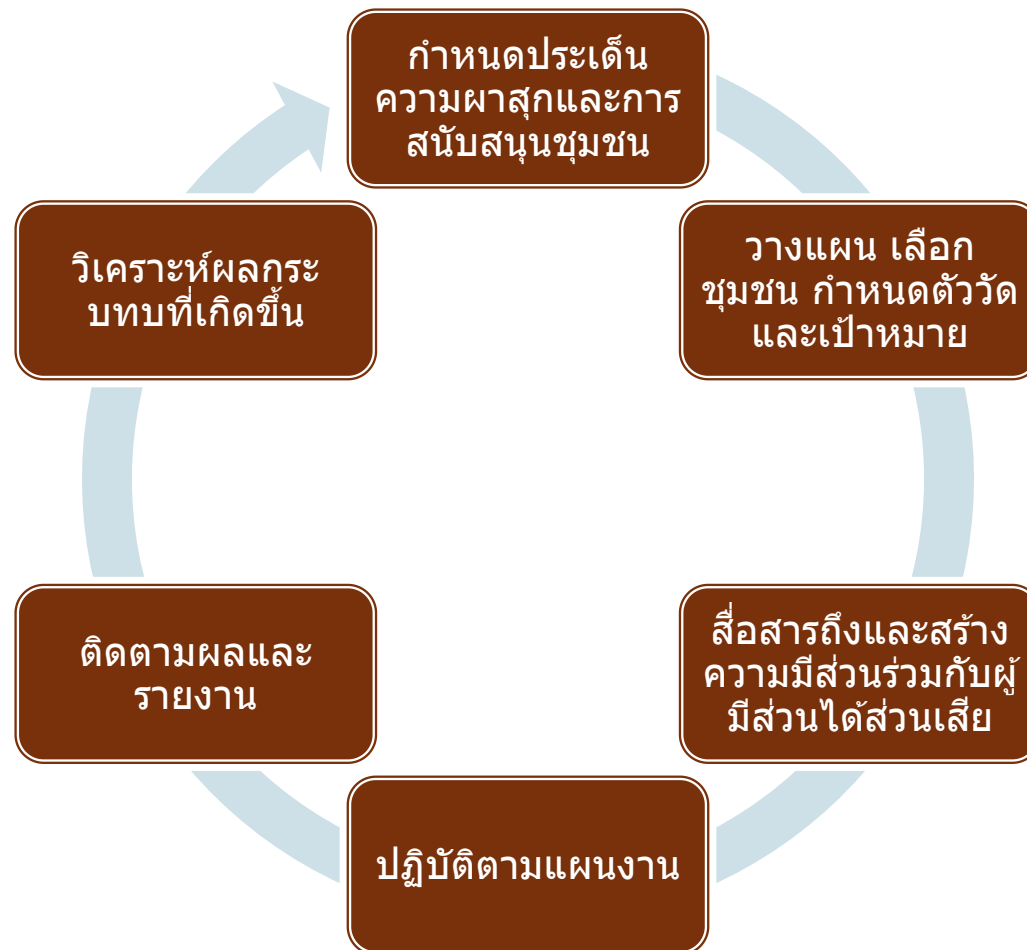 กำหนดประเด็น
ความผาสุกและการ
สนับสนุนชุมชน
วางแผน เลือก
ชุมชน กำหนดตัววัด
และเป้าหมาย
สื่อสารถึงและสร้าง
ความมีส่วนร่วมกับผู้
มีส่วนได้ส่วนเสีย
ปฏิบัติตามแผนงาน
ติดตามผลและ
รายงาน
วิเคราะห์ผลกระ
บทบที่เกิดขึ้น